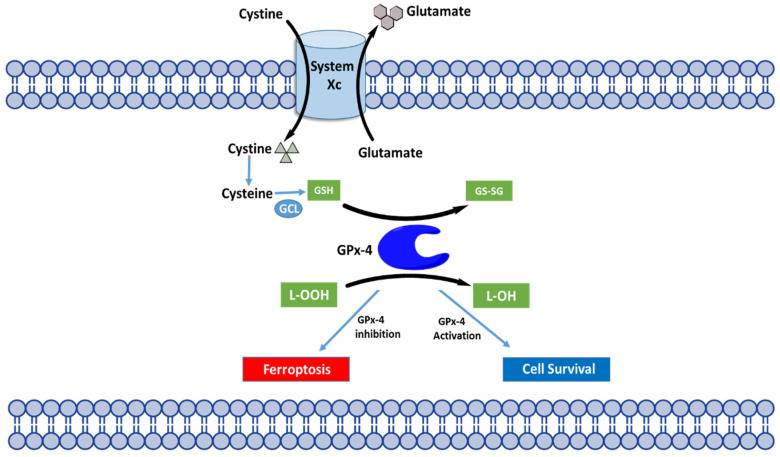 Cystine
Glutamate
System
Xc
Cystine
Glutamate
Cysteine
GCL
GSH
GS-SG
GPx-4
L-OOH
L-OH
GPx-4
inhibition
GPx-4
Activation
Ferroptosis
Cell Survival